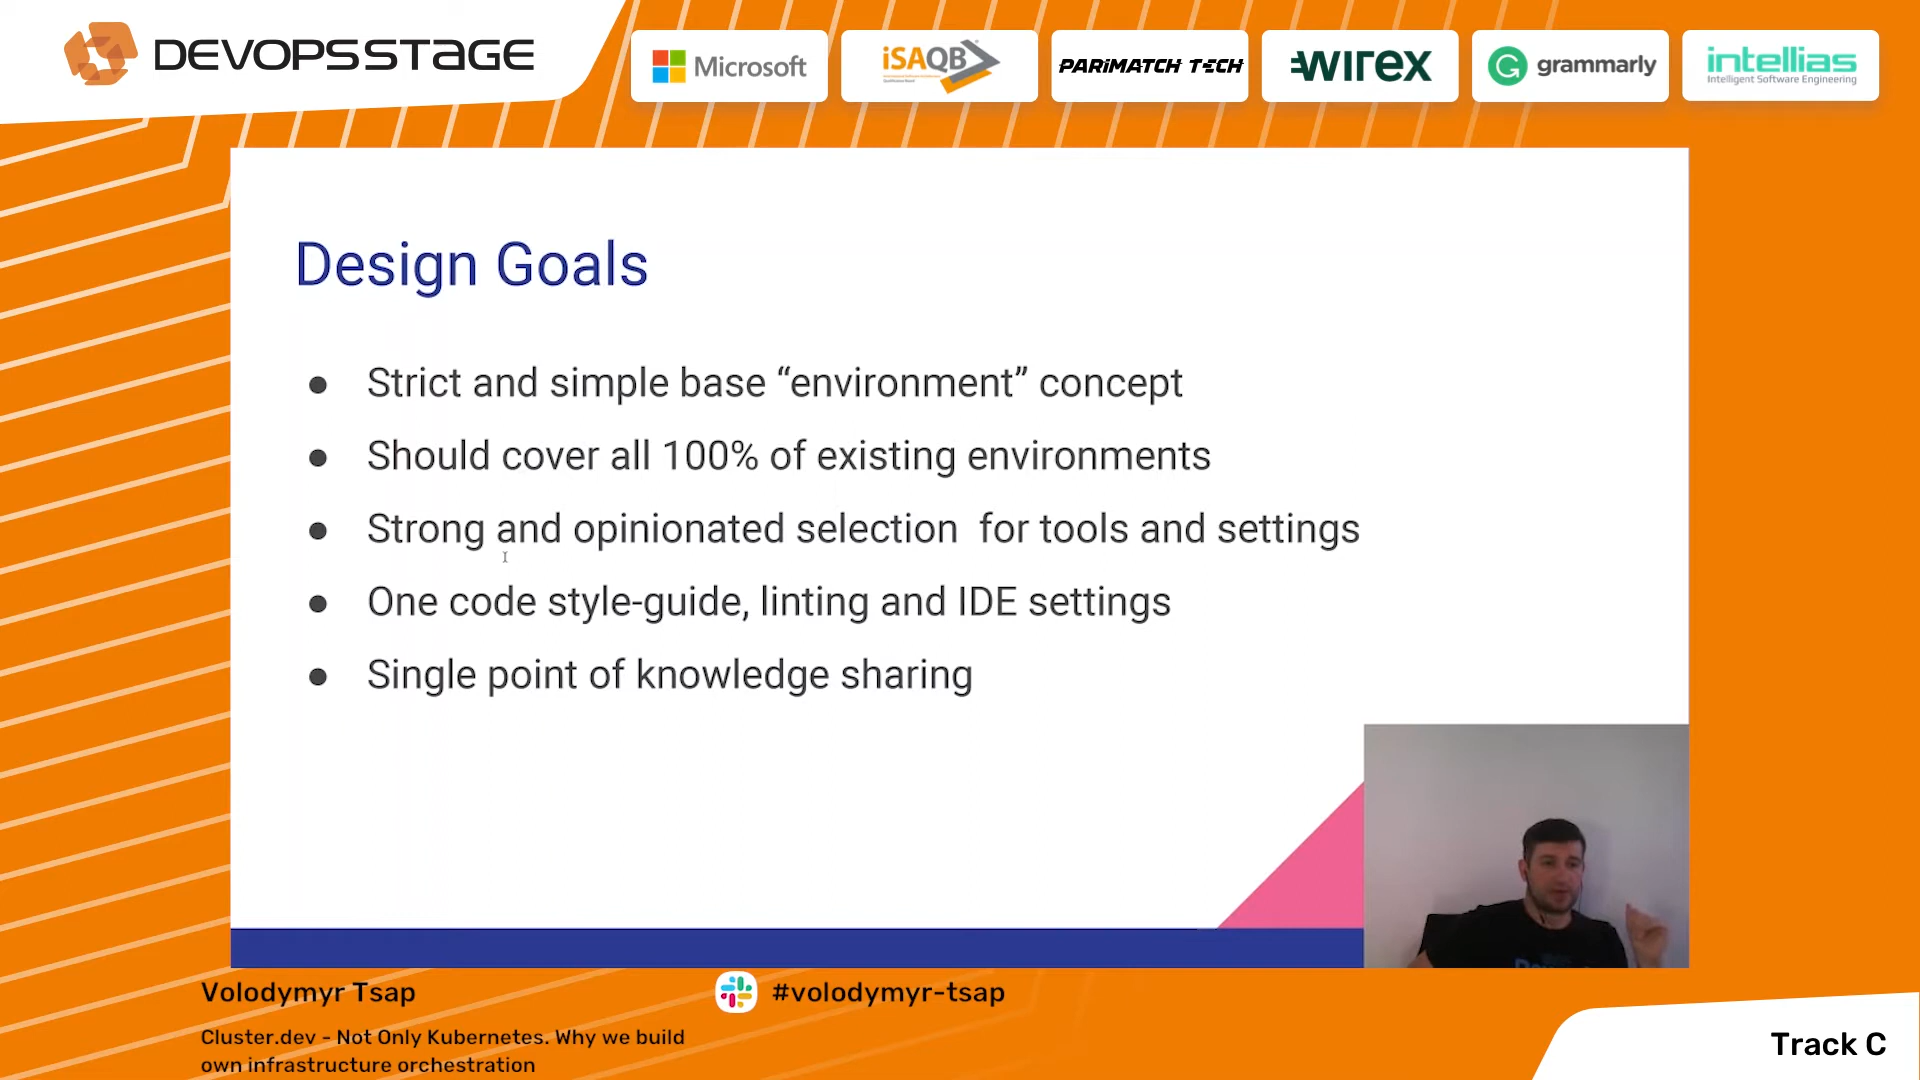 DEVOPSSTAGE
Microsoft
iSAQB
PARIMATCH TECH
WIREX
grammarly
intellias
Intelligent Software Engineering
Design Goals
● Strict and simple base “environment” concept
● Should cover all 100% of existing environments
● Strong and opinionated selection  for tools and settings
● One code style-guide, linting and IDE settings
● Single point of knowledge sharing
Volodymyr Tsap
#volodymyr-tsap
Cluster.dev - Not Only Kubernetes. Why we build
own infrastructure orchestration
Track C